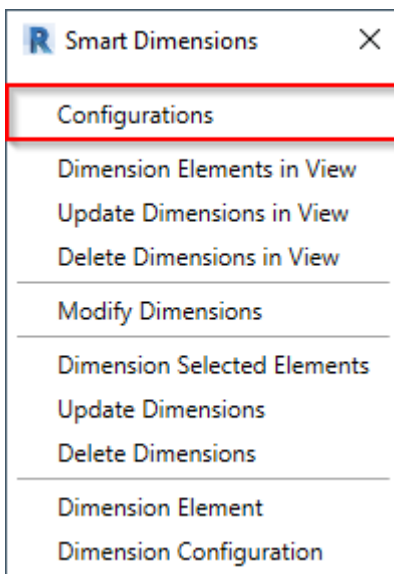 R Smart Dimensions
Configurations
Dimension Elements in View
Update Dimensions in View
Delete Dimensions in View
Modify Dimensions
Dimension Selected Elements
Update Dimensions
Delete Dimensions
Dimension Element
Dimension Configuration